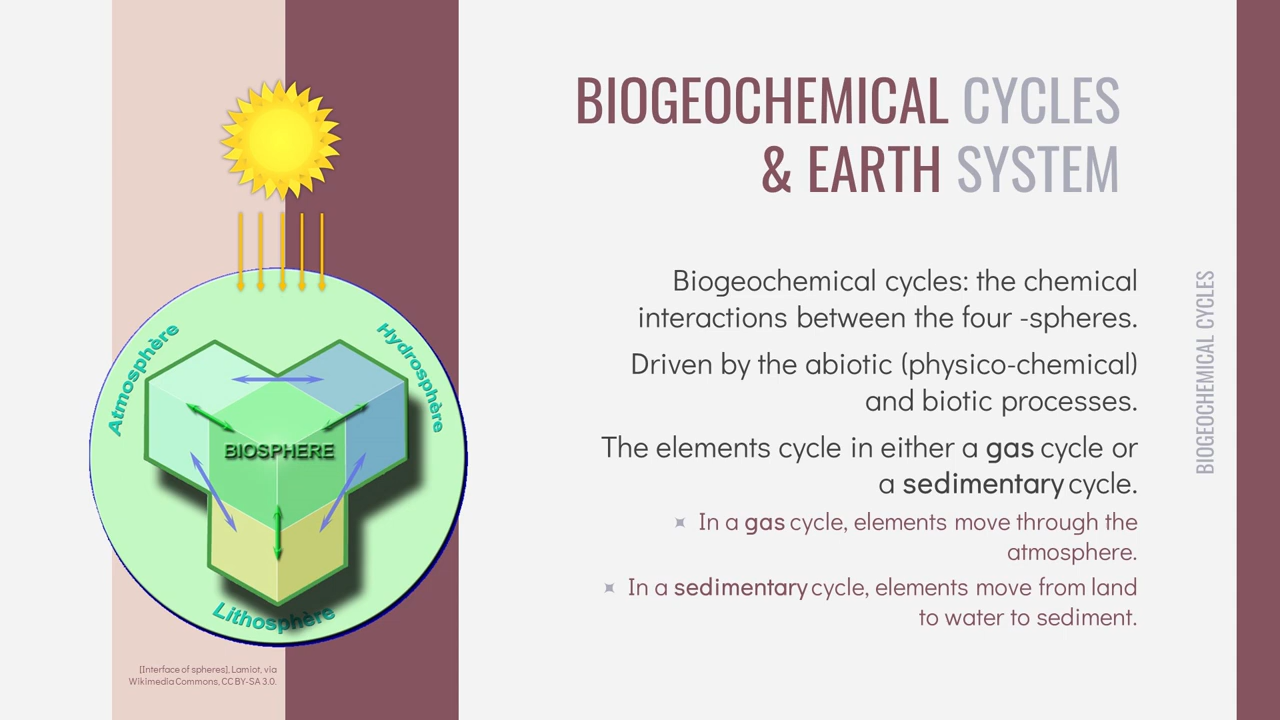 BIOGEOCHEMICAL CYCLES
& EARTH SYSTEM
Biogeochemical cycles: the chemical
interactions between the four -spheres.
Driven by the abiotic (physico-chemical)
and biotic processes.
The elements cycle in either a gas cycle or
a sedimentary cycle.
In a gas cycle, elements move through the
atmosphere.
In a sedimentary cycle, elements move from land
to water to sediment.
BIOGEOCHEMICAL CYCLES
Atmosphère
Hydrosphère
BIOSPHERE
Lithosphère
[Interface of spheres], Lamiot, via
Wikimedia Commons, CC BY-SA 3.0.